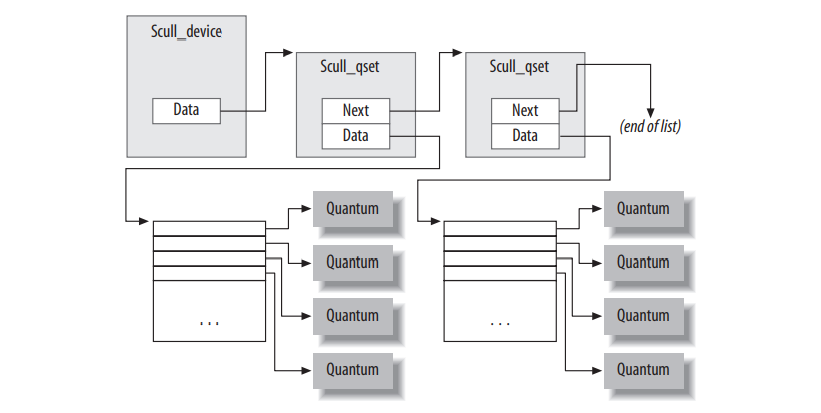 Scull_device
Scull_qset
Scull_qset
Data
Next
Data
Next
Data
(end of list)
Quantum
Quantum
Quantum
Quantum
. . .
Quantum
Quantum
Quantum
Quantum
. . .